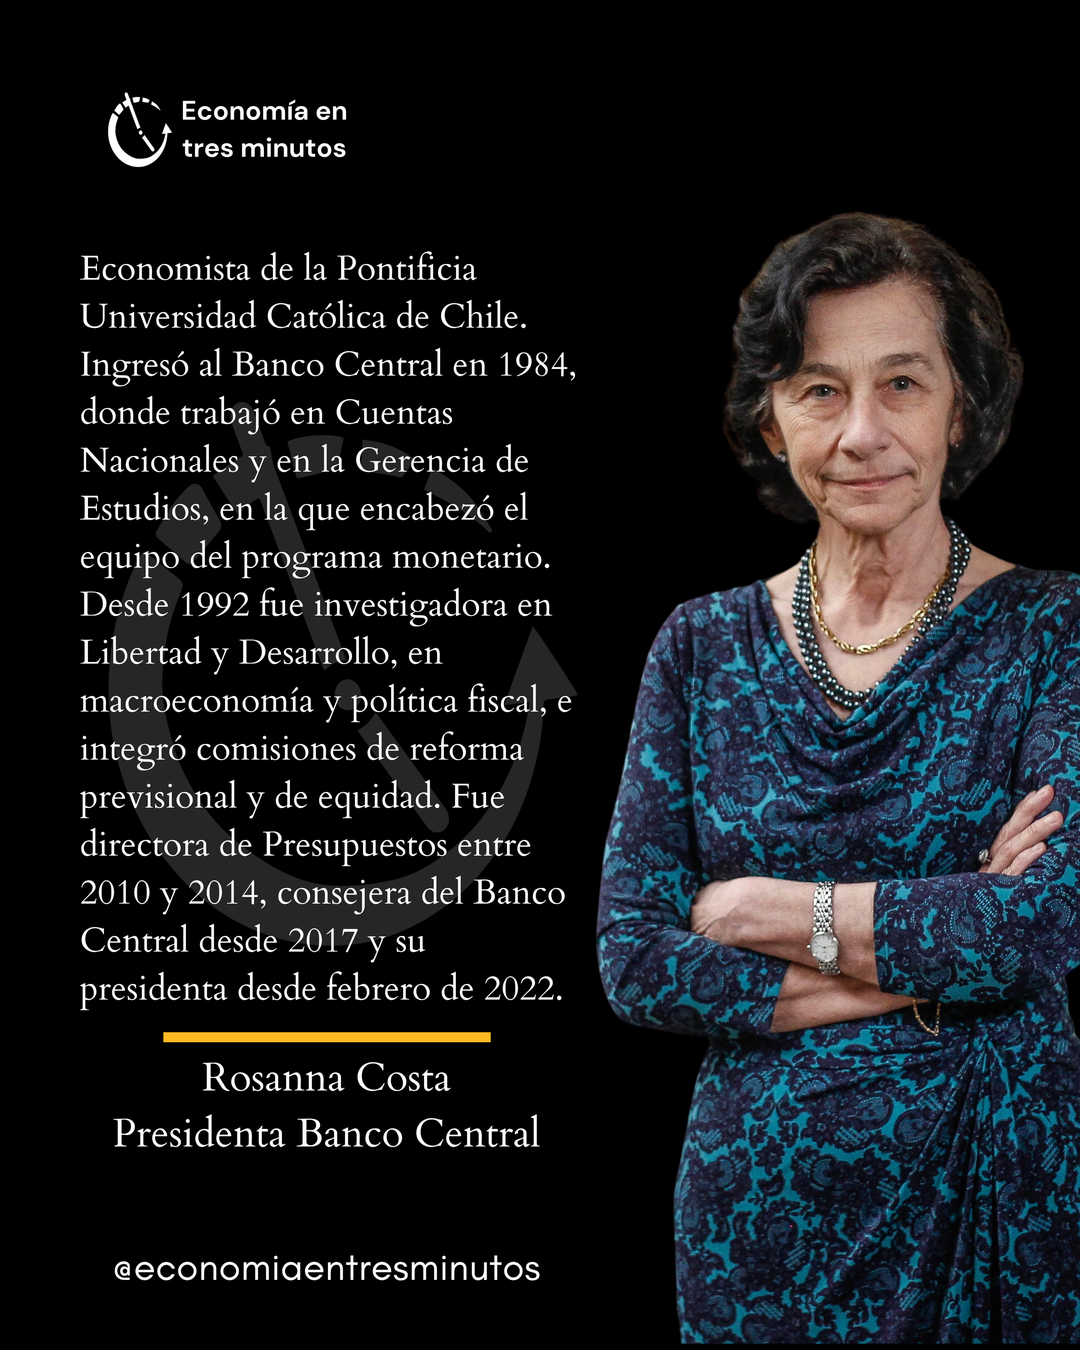 Economía en
tres minutos
Economista de la Pontificia
Universidad Católica de Chile.
Ingresó al Banco Central en 1984,
donde trabajó en Cuentas
Nacionales y en la Gerencia de
Estudios, en la que encabezó el
equipo del programa monetario.
Desde 1992 fue investigadora en
Libertad y Desarrollo, en
macroeconomía y política fiscal, e
integró comisiones de reforma
previsional y de equidad. Fue
directora de Presupuestos entre
2010 y 2014, consejera del Banco
Central desde 2017 y su
presidenta desde febrero de 2022.
Rosanna Costa
Presidenta Banco Central
@economiaentresminutos